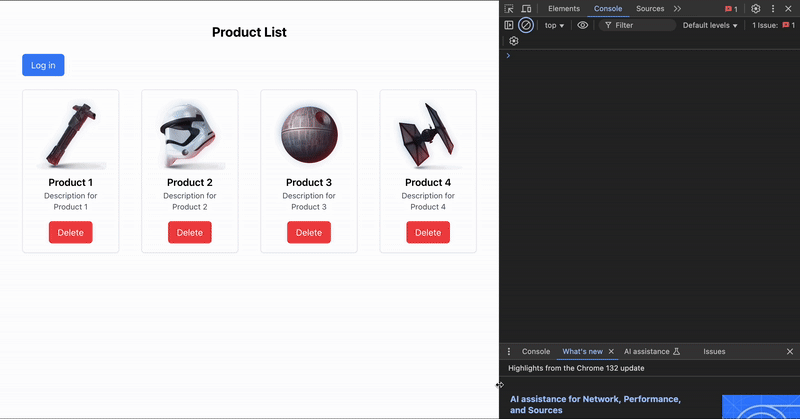 Product List
Log in
Product 1
Description for
Product 1
Delete
Product 2
Description for
Product 2
Delete
Product 3
Description for
Product 3
Delete
Product 4
Description for
Product 4
Delete
Elements Console Sources 1
top Filter Default levels 1 Issue: 1
Console What's new AI assistance Issues
Highlights from the Chrome 132 update
AI assistance for Network, Performance,
and Sources